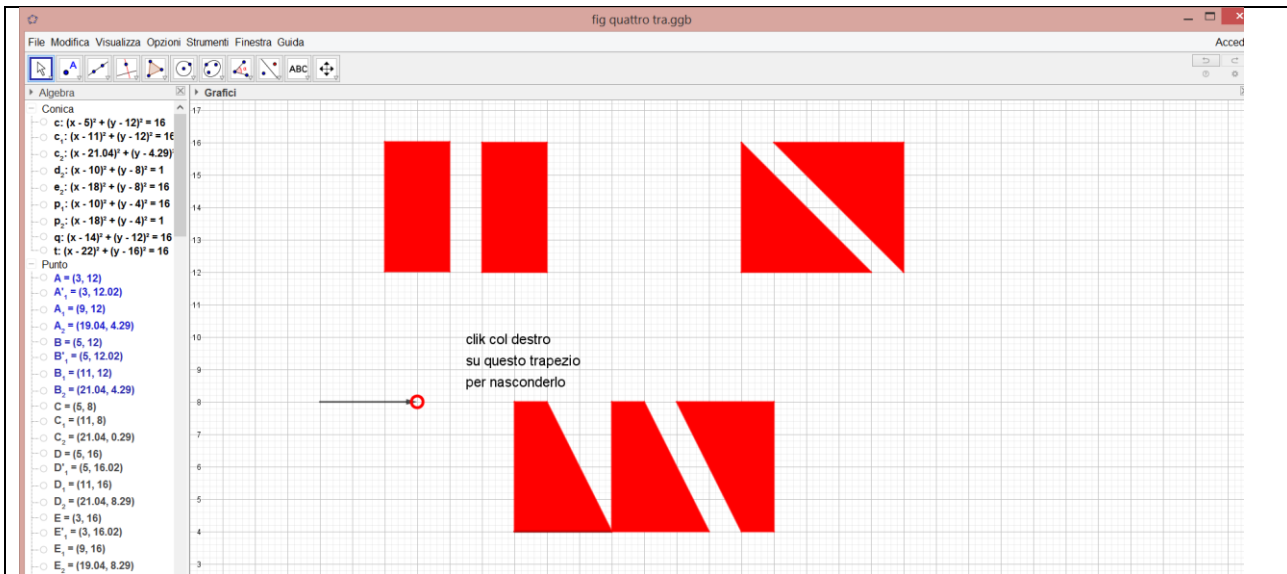 fig quattro tra.ggb
File Modifica Visualizza Opzioni Strumenti Finestra Guida
Acced
ABC
Algebra
Grafici
Conica
c: (x - 5)² + (y - 12)² = 16
c₁: (x - 11)² + (y - 12)² = 16
c₂: (x - 21.04)² + (y - 4.29)²
d₂: (x - 10)² + (y - 8)² = 1
e₂: (x - 18)² + (y - 8)² = 16
p₁: (x - 10)² + (y - 4)² = 16
p₂: (x - 18)² + (y - 4)² = 1
q: (x - 14)² + (y - 12)² = 16
t: (x - 22)² + (y - 16)² = 16
Punto
A = (3, 12)
A'₁ = (3, 12.02)
A₁ = (9, 12)
A₂ = (19.04, 4.29)
B = (5, 12)
B'₁ = (5, 12.02)
B₁ = (11, 12)
B₂ = (21.04, 4.29)
C = (5, 8)
C₁ = (11, 8)
C₂ = (21.04, 0.29)
D = (5, 16)
D'₁ = (5, 16.02)
D₁ = (11, 16)
D₂ = (21.04, 8.29)
E = (3, 16)
E'₁ = (3, 16.02)
E₁ = (9, 16)
E₂ = (19.04, 8.29)
17
16
15
14
13
12
11
10
9
8
7
6
5
4
3
clik col destro
su questo trapezio
per nasconderlo